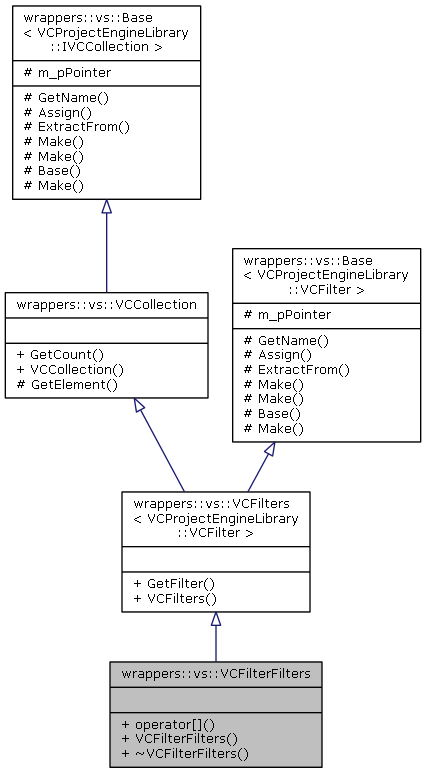 wrappers::vs::Base
< VCProjectEngineLibrary
::IVCCollection >
# m_pPointer
# GetName()
# Assign()
# ExtractFrom()
# Make()
# Make()
# Base()
# Make()
wrappers::vs::Base
< VCProjectEngineLibrary
::VCFilter >
# m_pPointer
# GetName()
# Assign()
# ExtractFrom()
# Make()
# Make()
# Base()
# Make()
wrappers::vs::VCCollection
+ GetCount()
+ VCCollection()
# GetElement()
wrappers::vs::VCFilters
< VCProjectEngineLibrary
::VCFilter >
+ GetFilter()
+ VCFilters()
wrappers::vs::VCFilterFilters
+ operator[]()
+ VCFilterFilters()
+ ~VCFilterFilters()